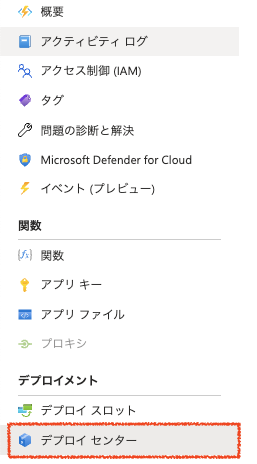 概要
アクティビティ ログ
アクセス制御 (IAM)
タグ
問題の診断と解決
Microsoft Defender for Cloud
イベント (プレビュー)
関数
関数
アプリ キー
アプリ ファイル
プロキシ
デプロイメント
デプロイ スロット
デプロイ センター